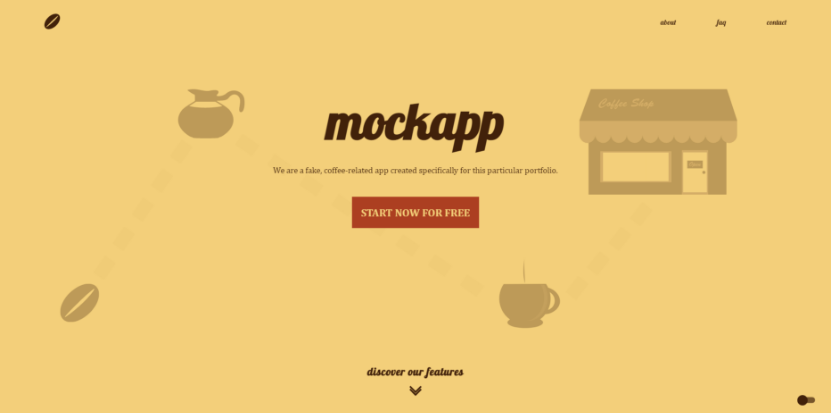 about
faq
contact
Coffee Shop
mockapp
We are a fake, coffee-related app created specifically for this particular portfolio.
START NOW FOR FREE
discover our features